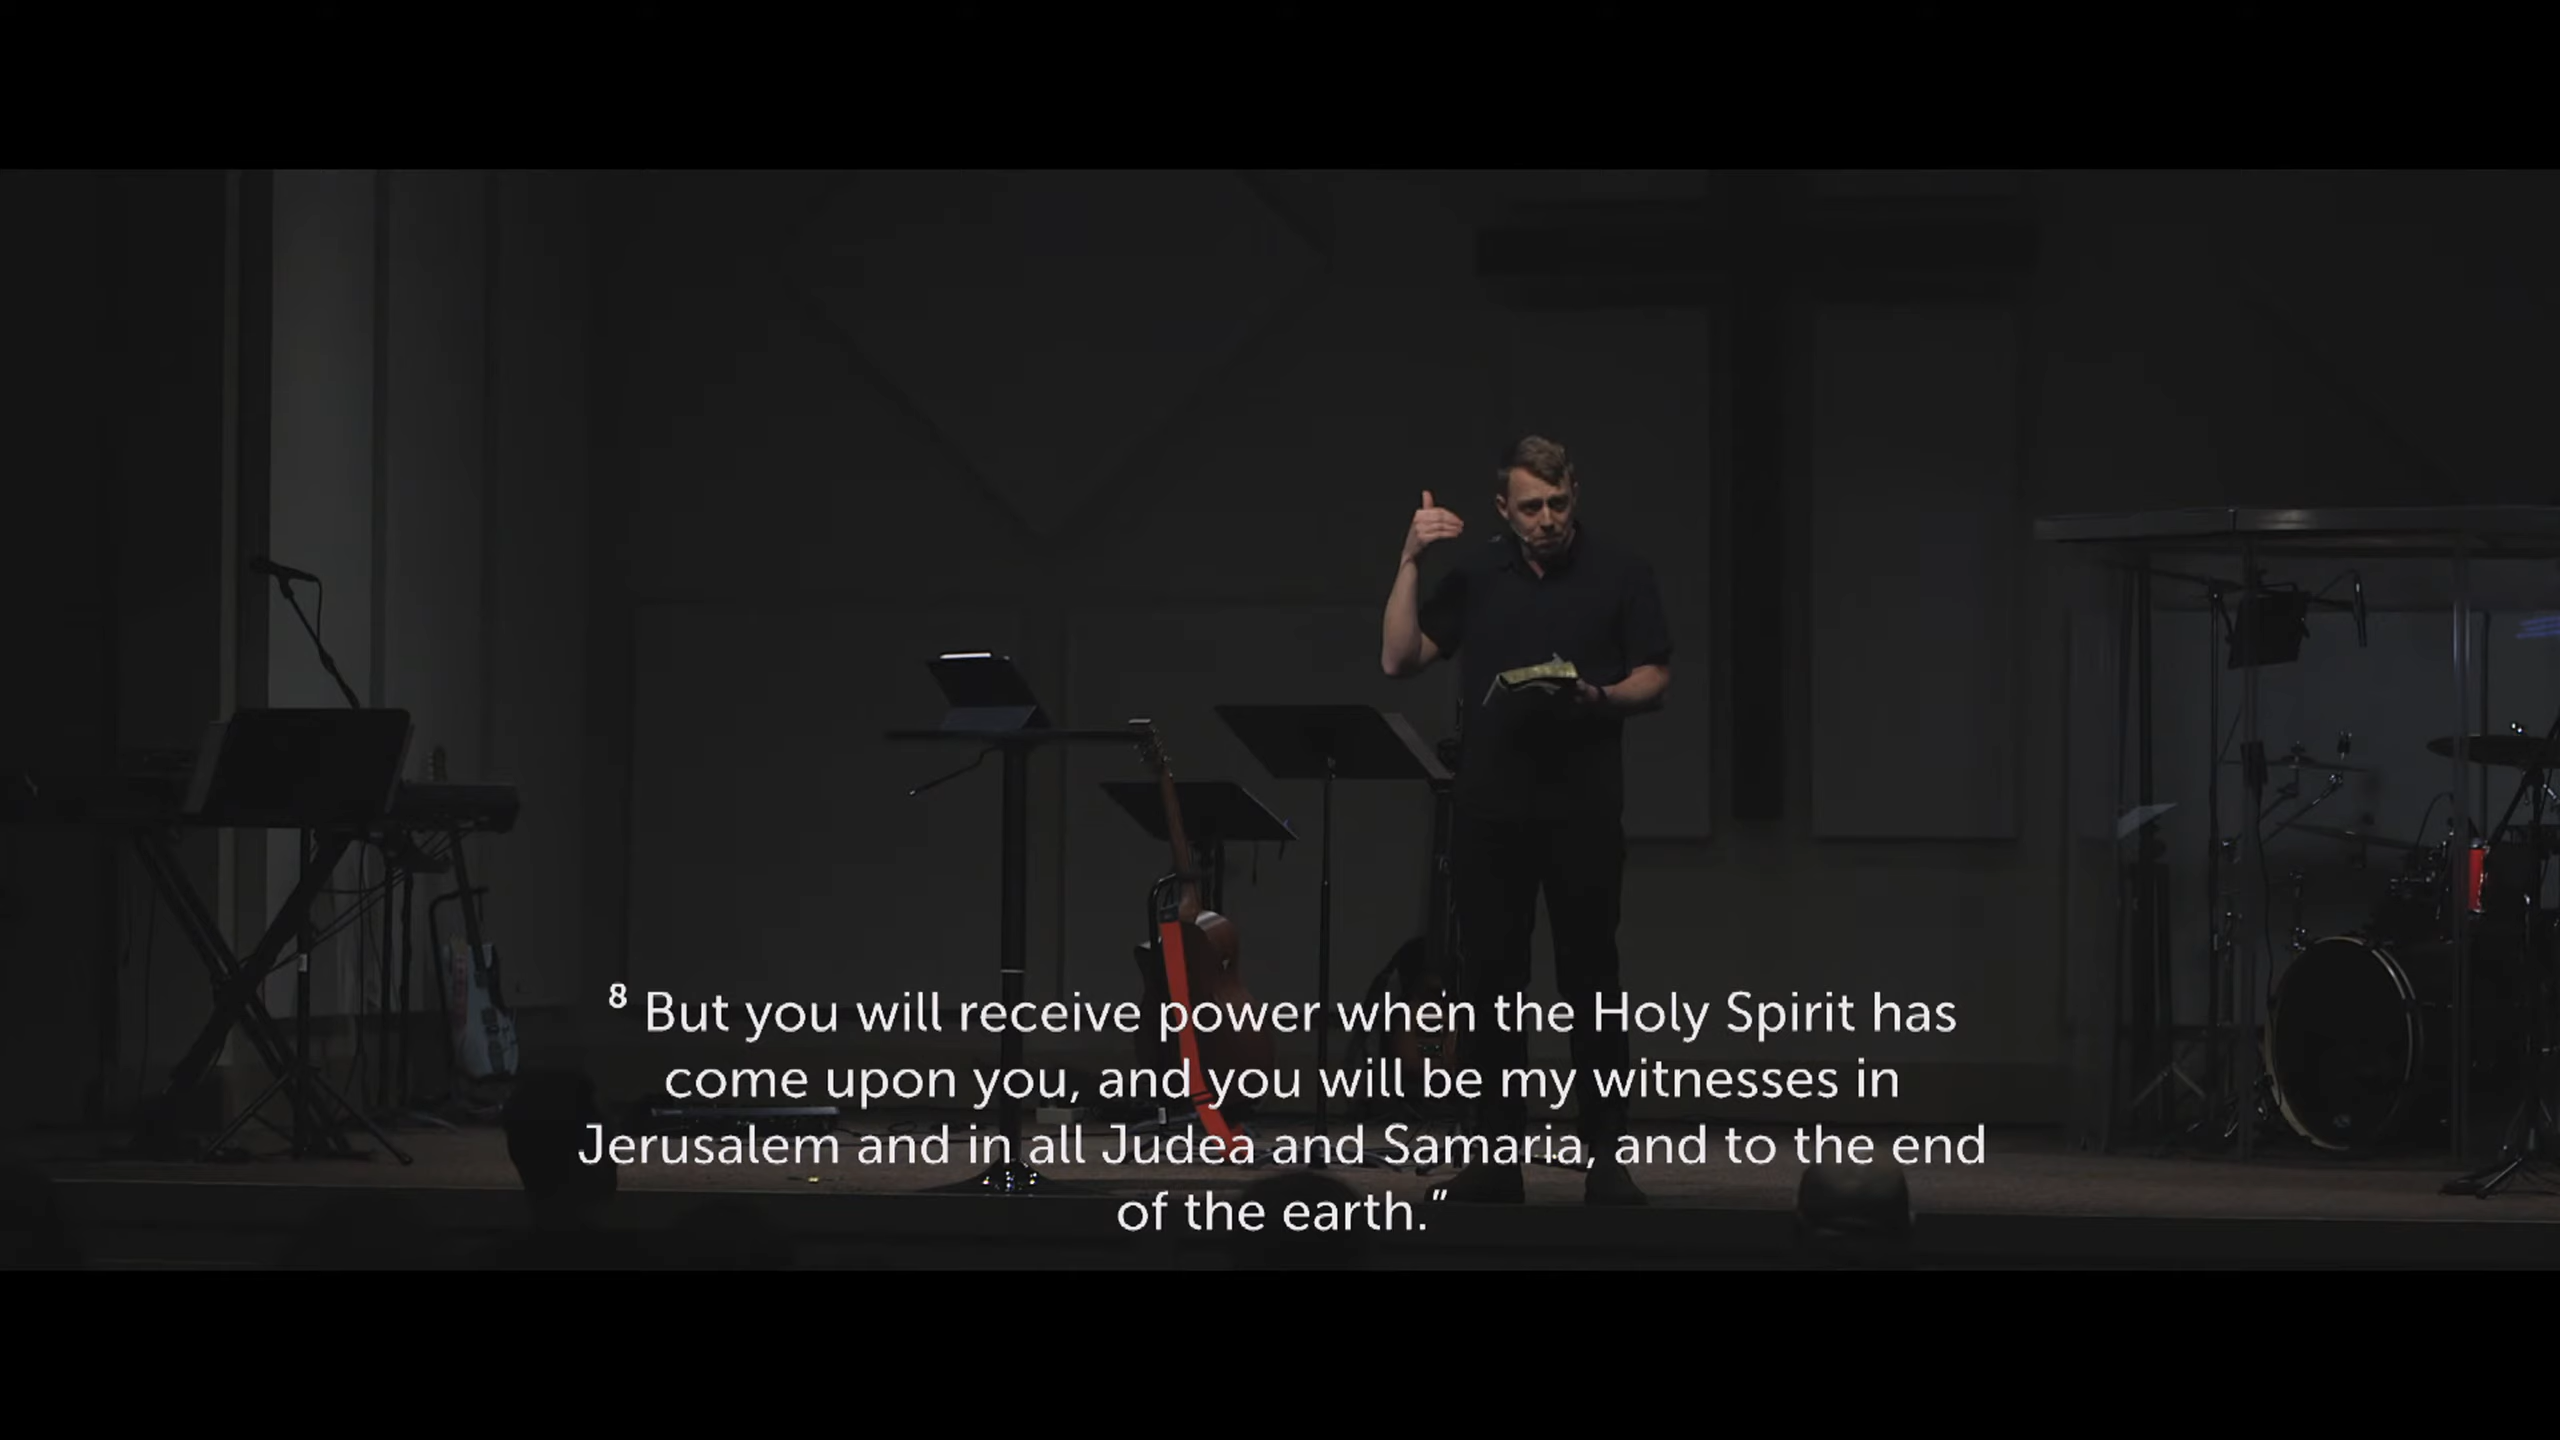 8 But you will receive power when the Holy Spirit has
come upon you, and you will be my witnesses in
Jerusalem and in all Judea and Samaria, and to the end
of the earth.”